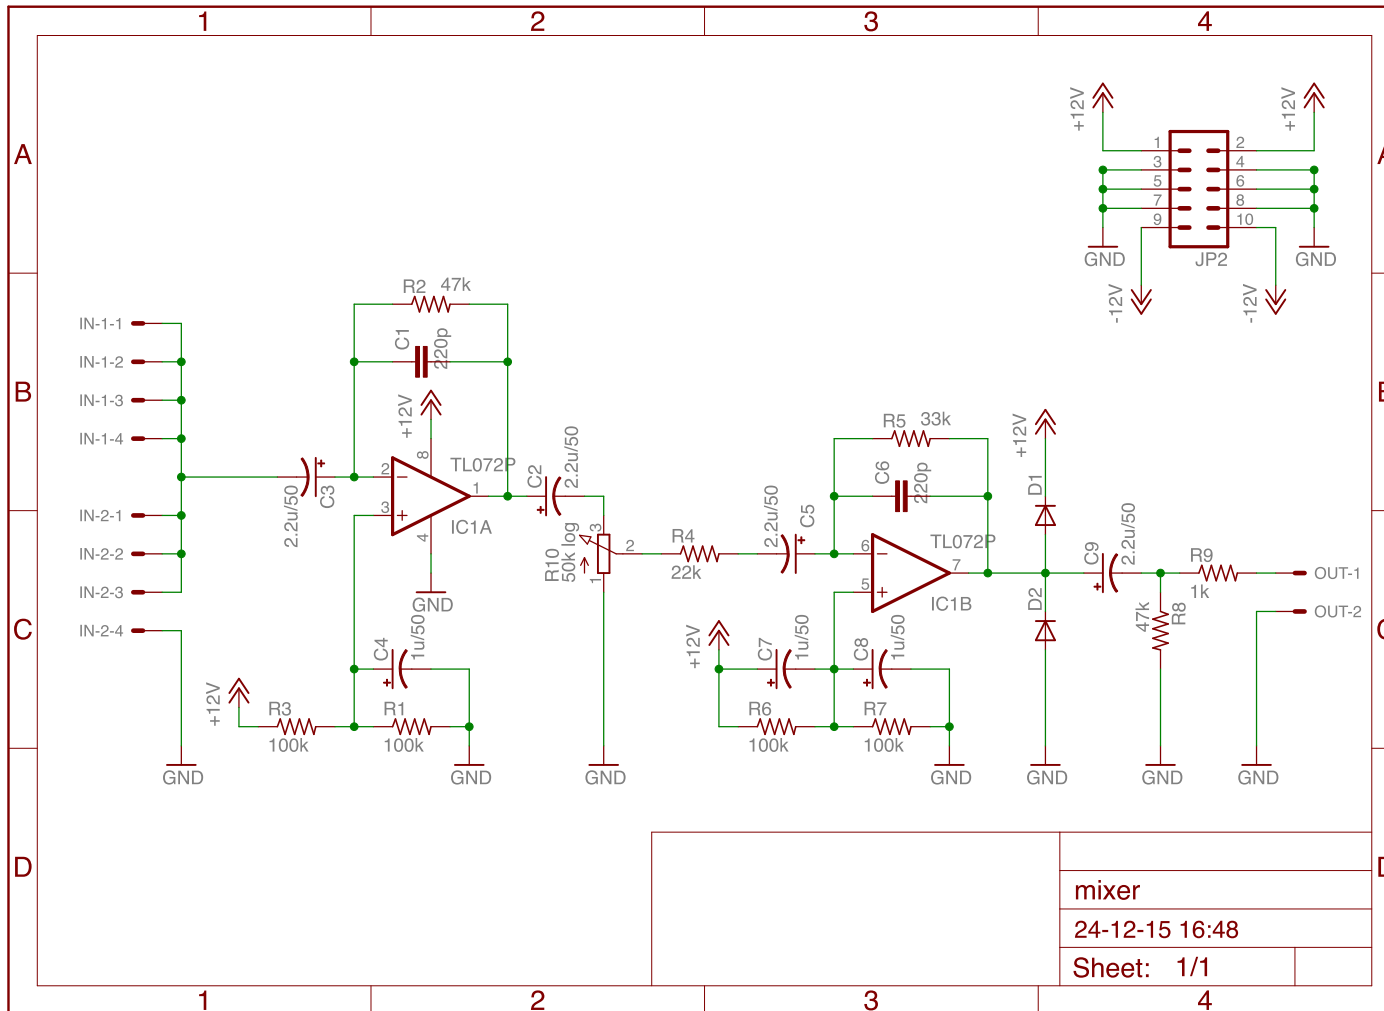 1 2 3 4
A A
+12V +12V
1 2
3 4
5 6
7 8
9 10
GND JP2 GND
-12V -12V
R2 47k
IN-1-1
IN-1-2
IN-1-3
IN-1-4
IN-2-1
IN-2-2
IN-2-3
IN-2-4
GND
B B
C1 220p
+12V
8
TL072P
2 1
3
4
IC1A
GND
2.2u/50 C3
C2 2.2u/50
R10 50k log
3
2
1
GND
C4 1u/50
+12V
R3 R1
100k 100k
GND
R4
22k
2.2u/50 C5
R5 33k
C6 220p
TL072P
6 7
5
IC1B
+12V
C7 1u/50
C8 1u/50
R6 R7
100k 100k
GND
+12V
D1
D2
GND
C9 2.2u/50
R9
1k
47k R8
GND
OUT-1
OUT-2
GND
C C
D D
mixer
24-12-15 16:48
Sheet: 1/1
1 2 3 4